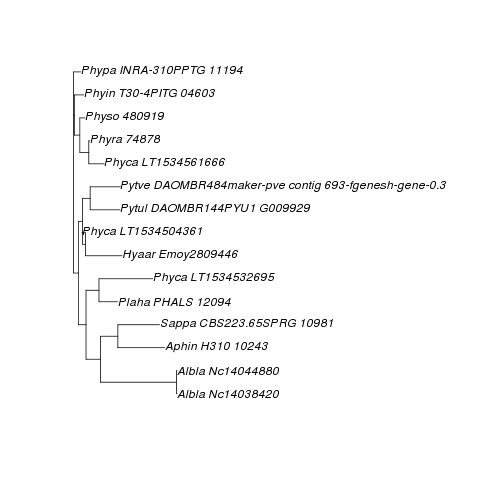 Phypa INRA-310PPTG 11194
Phyin T30-4PITG 04603
Physo 480919
Phyra 74878
Phyca LT1534561666
Pytve DAOMBR484maker-pve contig 693-fgenesh-gene-0.3
Pytul DAOMBR144PYU1 G009929
Phyca LT1534504361
Hyaar Emoy2809446
Phyca LT1534532695
Plaha PHALS 12094
Sappa CBS223.65SPRG 10981
Aphin H310 10243
Albla Nc14044880
Albla Nc14038420